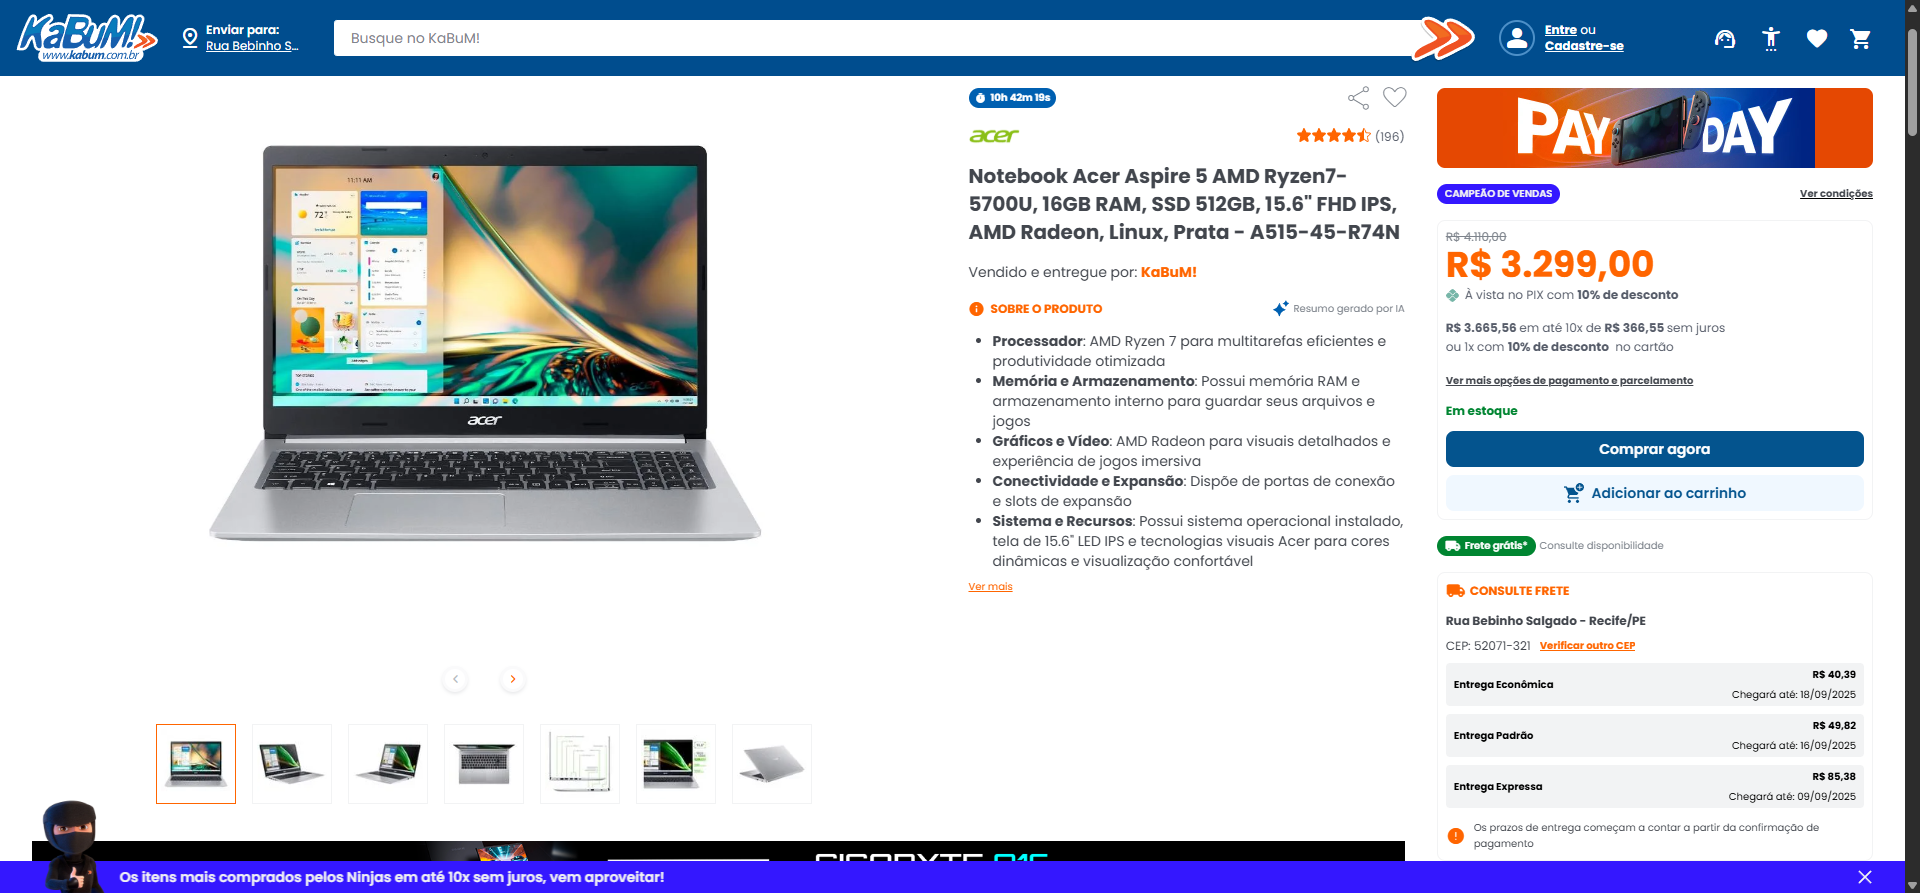 KaBuM!
www.kabum.com.br
Enviar para:
Rua Bebinho S...
Busque no KaBuM!
Entre ou
Cadastre-se
10h 42m 19s
acer
(196)
Notebook Acer Aspire 5 AMD Ryzen7-
5700U, 16GB RAM, SSD 512GB, 15.6" FHD IPS,
AMD Radeon, Linux, Prata - A515-45-R74N
Vendido e entregue por: KaBuM!
SOBRE O PRODUTO
Resumo gerado por IA
Processador: AMD Ryzen 7 para multitarefas eficientes e
produtividade otimizada
Memória e Armazenamento: Possui memória RAM e
armazenamento interno para guardar seus arquivos e
jogos
Gráficos e Vídeo: AMD Radeon para visuais detalhados e
experiência de jogos imersiva
Conectividade e Expansão: Dispõe de portas de conexão
e slots de expansão
Sistema e Recursos: Possui sistema operacional instalado,
tela de 15.6" LED IPS e tecnologias visuais Acer para cores
dinâmicas e visualização confortável
Ver mais
11:11 AM
72°
acer
PAY DAY
CAMPEÃO DE VENDAS
Ver condições
R$ 4.110,00
R$ 3.299,00
À vista no PIX com 10% de desconto
R$ 3.665,56 em até 10x de R$ 366,55 sem juros
ou 1x com 10% de desconto no cartão
Ver mais opções de pagamento e parcelamento
Em estoque
Comprar agora
Adicionar ao carrinho
Frete grátis*
Consulte disponibilidade
CONSULTE FRETE
Rua Bebinho Salgado - Recife/PE
CEP: 52071-321 Verificar outro CEP
Entrega Econômica
R$ 40,39
Chegará até: 18/09/2025
Entrega Padrão
R$ 49,82
Chegará até: 16/09/2025
Entrega Expressa
R$ 85,38
Chegará até: 09/09/2025
Os prazos de entrega começam a contar a partir da confirmação de
pagamento
Os itens mais comprados pelos Ninjas em até 10x sem juros, vem aproveitar!